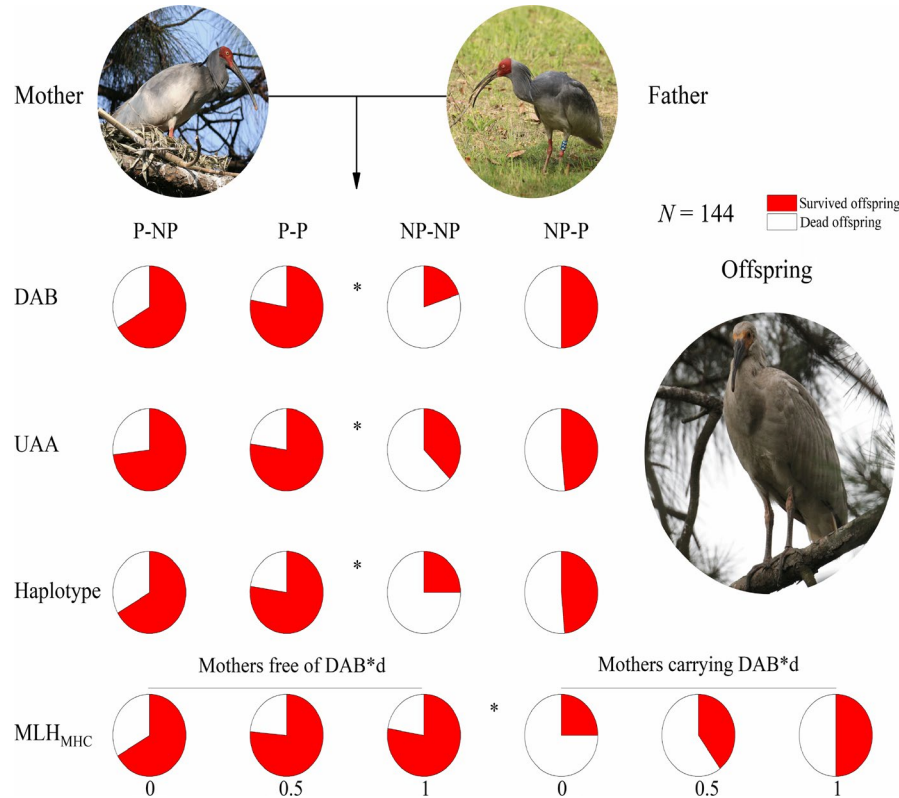 Mother
Father
N = 144
Survived offspring
Dead offspring
P-NP P-P NP-NP NP-P
Offspring
DAB *
UAA *
Haplotype *
Mothers free of DAB*d Mothers carrying DAB*d
MLHMHC *
0 0.5 1 0 0.5 1